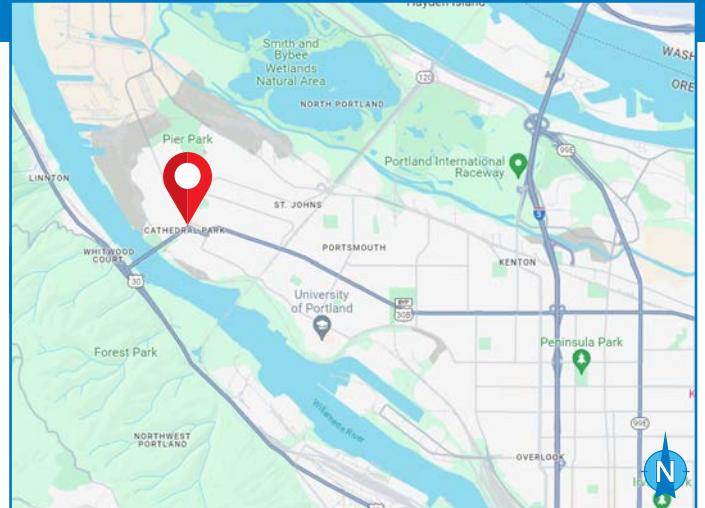 Hayden Island
WASH
ORE
Smith and
Bybee
Wetlands
Natural Area
120
NORTH PORTLAND
Pier Park
99E
Portland International
Raceway
LINNTON
ST. JOHNS
5
CATHEDRAL PARK
PORTSMOUTH
WHITWOOD
COURT
KENTON
30
University
of Portland
BYP
30B
Peninsula Park
Forest Park
K
Willamette River
99E
NORTHWEST
PORTLAND
OVERLOOK
N